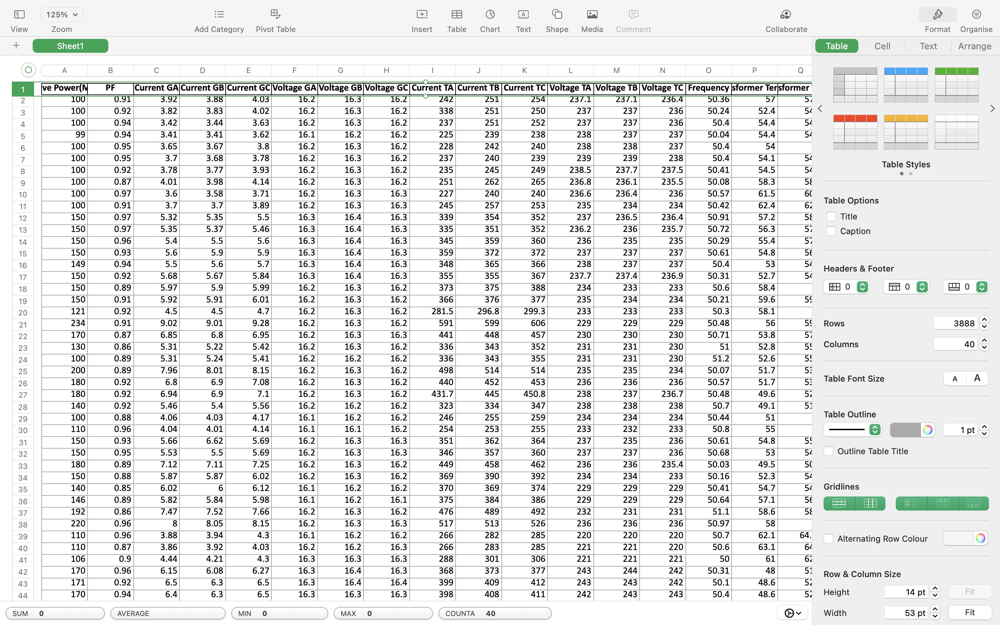 View 125% Zoom Add Category Pivot Table Insert Table Chart Text Shape Media Comment Collaborate Format Organise
Sheet1 Table Cell Text Arrange
A B C D E F G H I J K L M N O P Q
1 ve Power(M PF Current GA Current GB Current GC Voltage GA Voltage GB Voltage GC Current TA Current TB Current TC Voltage TA Voltage TB Voltage TC Frequency sformer Ter sformer
2 100 0.91 3.92 3.88 4.03 16.2 16.3 16.2 242 251 254 237.1 237.1 236.4 50.36 57 57
3 100 0.92 3.82 3.83 4.02 16.2 16.3 16.2 338 251 250 237 237 236 50.24 52.4 54
4 100 0.94 3.42 3.44 3.63 16.2 16.3 16.2 237 251 252 237 237 236 50.4 54.4 54
5 99 0.94 3.41 3.41 3.62 16.1 16.2 16.2 225 239 238 238 237 237 50.04 54.4 54
6 100 0.95 3.65 3.67 3.8 16.2 16.3 16.2 228 242 240 238 238 237 50.4 54
7 100 0.95 3.7 3.68 3.78 16.2 16.3 16.2 237 240 239 239 239 238 50.4 54.1 54
8 100 0.92 3.78 3.77 3.93 16.2 16.3 16.2 235 245 249 238.5 237.7 237.5 50.41 54.5 54
9 100 0.87 4.01 3.98 4.14 16.2 16.3 16.2 251 262 265 236.8 236.1 235.5 50.08 58.3 58
10 100 0.97 3.6 3.58 3.71 16.2 16.3 16.3 227 240 240 236.6 236.4 236 50.57 61.5 60
11 100 0.91 3.7 3.7 3.89 16.2 16.3 16.3 245 257 253 235 234 234 50.42 62.4 62
12 150 0.97 5.32 5.35 5.5 16.3 16.4 16.3 339 354 352 237 236.5 236.4 50.91 57.2 58
13 150 0.97 5.35 5.37 5.46 16.3 16.4 16.3 335 351 352 236.2 236 235.7 50.72 56.3 57
14 150 0.96 5.4 5.5 5.6 16.3 16.4 16.3 345 359 360 236 235 235 50.29 55.4 57
15 150 0.93 5.6 5.9 5.9 16.3 16.4 16.3 359 372 372 237 237 237 50.61 54.8 56
16 149 0.94 5.5 5.6 5.7 16.3 16.4 16.3 348 365 366 238 237 237 50.4 53 54
17 150 0.92 5.68 5.67 5.84 16.3 16.4 16.3 355 355 367 237.7 237.4 236.9 50.31 52.7 54
18 150 0.89 5.97 5.9 5.99 16.2 16.3 16.2 373 375 388 234 233 233 50.6 58.4
19 150 0.91 5.92 5.91 6.01 16.2 16.3 16.2 366 376 377 235 234 234 50.21 59.6 59
20 121 0.92 4.5 4.5 4.7 16.2 16.3 16.2 281.5 296.8 299.3 233 233 233 50.3 58.1
21 234 0.91 9.02 9.01 9.28 16.2 16.3 16.2 591 599 606 229 229 229 50.48 56 59
22 170 0.87 6.85 6.8 6.95 16.2 16.3 16.3 441 448 457 230 230 230 50.71 53.8 57
23 130 0.86 5.31 5.22 5.42 16.2 16.3 16.2 336 343 352 231 231 230 51 52.8 55
24 100 0.89 5.31 5.24 5.41 16.2 16.2 16.2 336 343 355 231 231 230 51.2 52.6 55
25 200 0.89 7.96 8.01 8.15 16.2 16.3 16.2 498 514 514 235 235 234 50.07 51.7 53
26 180 0.92 6.8 6.9 7.08 16.2 16.3 16.2 440 452 453 236 236 236 50.57 51.7 53
27 180 0.92 6.94 6.9 7.1 16.2 16.3 16.2 431.7 445 450.8 238 237 236.7 50.48 49.6 52
28 140 0.92 5.46 5.4 5.56 16.2 16.2 16.2 323 334 347 238 238 238 50.7 49.1 51
29 100 0.88 4.06 4.03 4.17 16.1 16.2 16.2 246 255 259 234 234 234 50.44 51
30 110 0.96 4.04 4.01 4.14 16.1 16.1 16.2 254 253 255 233 232 233 50.8 55
31 150 0.93 5.66 6.62 5.69 16.2 16.3 16.3 351 362 364 237 235 236 50.61 54.8 55
32 150 0.95 5.53 5.5 5.69 16.2 16.3 16.2 346 357 360 237 237 236 50.68 53 54
33 180 0.89 7.12 7.11 7.25 16.2 16.3 16.2 449 458 462 236 236 235.4 50.03 49.5 50
34 150 0.88 5.87 5.87 6.02 16.2 16.3 16.2 369 390 392 234 234 233 50.16 52.3 54
35 140 0.85 6.02 6 6.12 16.1 16.2 16.2 370 369 374 229 229 229 50.41 54.7 54
36 146 0.89 5.82 5.84 5.98 16.1 16.2 16.1 375 384 386 229 229 229 50.64 57.1 56
37 192 0.86 7.47 7.52 7.66 16.2 16.3 16.2 476 489 492 232 231 231 51.1 58.6 58
38 220 0.96 8 8.05 8.15 16.2 16.3 16.3 517 513 526 236 236 236 50.97 58
39 110 0.96 3.88 3.94 4.3 16.1 16.2 16.2 266 282 285 220 220 220 50.7 62.1 64.
40 110 0.87 3.86 3.92 4.03 16.2 16.2 16.3 266 283 285 221 221 220 50.6 63.1 64
41 106 0.9 4.44 4.21 4.3 16.3 16.3 16.3 288 301 306 221 221 221 50 61 62
42 170 0.96 6.15 6.08 6.27 16.3 16.4 16.3 368 373 377 243 244 242 50.31 48 51
43 171 0.92 6.5 6.3 6.5 16.3 16.4 16.4 399 409 412 243 243 242 50.1 48.6 52
44 170 0.94 6.4 6.3 6.5 16.3 16.3 16.3 398 408 411 242 243 243 50.4 48.6 52
SUM 0 AVERAGE MIN 0 MAX 0 COUNTA 40
Table Styles
Table Options
Title
Caption
Headers & Footer
0 0 0
Rows 3888
Columns 40
Table Font Size A A
Table Outline
1 pt
Outline Table Title
Gridlines
Alternating Row Colour
Row & Column Size
Height 14 pt Fit
Width 53 pt Fit